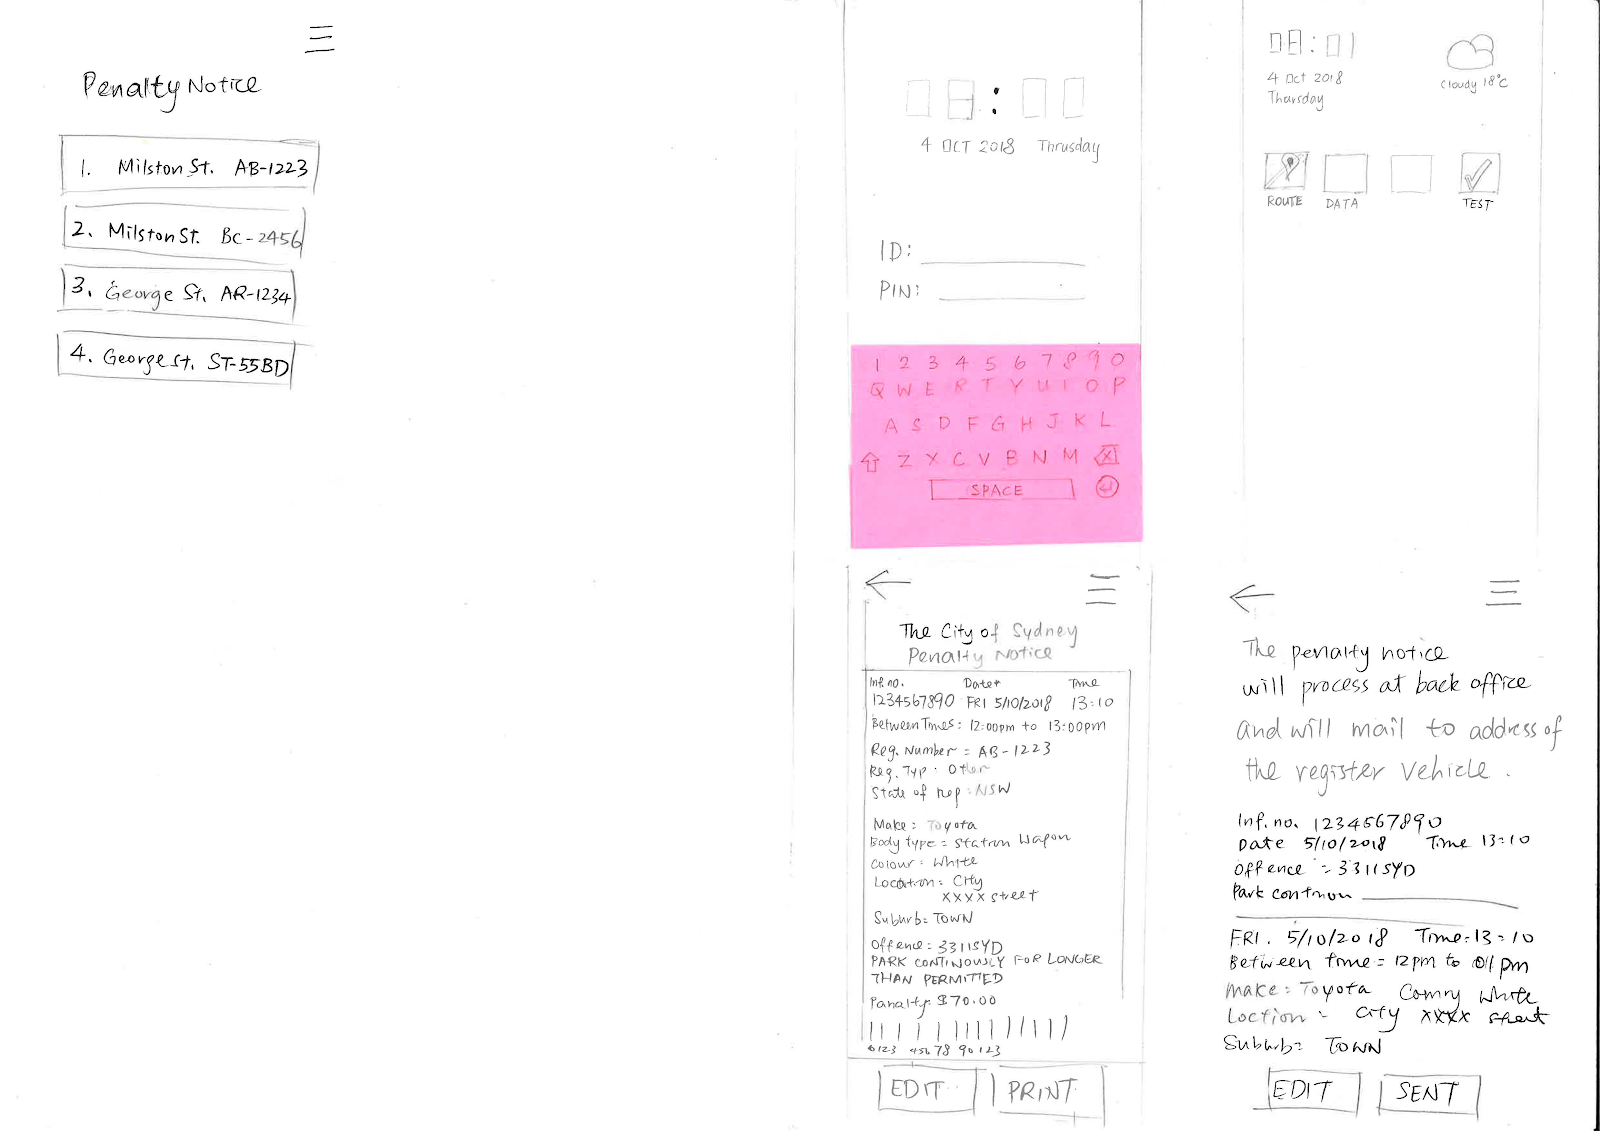 Penalty Notice
1. Milston St. AB-1223
2. Milston St. BC-2456
3. George St. AR-1234
4. George St. ST-55BD
08:00
4 OCT 2018 Thrusday
ID:
PIN:
1 2 3 4 5 6 7 8 9 0
Q W E R T Y U I O P
A S D F G H J K L
Z X C V B N M X
SPACE
08:01
4 Oct 2018
Thursday
Cloudy 18°C
ROUTE DATA TEST
The City of Sydney
Penalty Notice
Inf. no. Date Time
1234567890 FRI 5/10/2018 13:10
Between Times: 12:00pm to 13:00pm
Reg. Number = AB-1223
Reg. Typ. Other
State of rep: NSW
Make: Toyota
Body type = Station Wagon
Colour: White
Location: City
XXXX street
Suburb: TOWN
Offence: 3311SYD
PARK CONTINOUSLY FOR LONGER
THAN PERMITTED
Panalty $70.00
0123 45678 90123
EDIT PRINT
The penalty notice
will process at back office
and will mail to address of
the register vehicle.
Inf. no. 1234567890
Date 5/10/2018 Time 13:10
Offence = 3311SYD
Park continou
FRI. 5/10/2018 Time: 13:10
Between time = 12pm to 01pm
Make: Toyota Comry White
Loction: City XXXX street
Suburb: TOWN
EDIT SENT